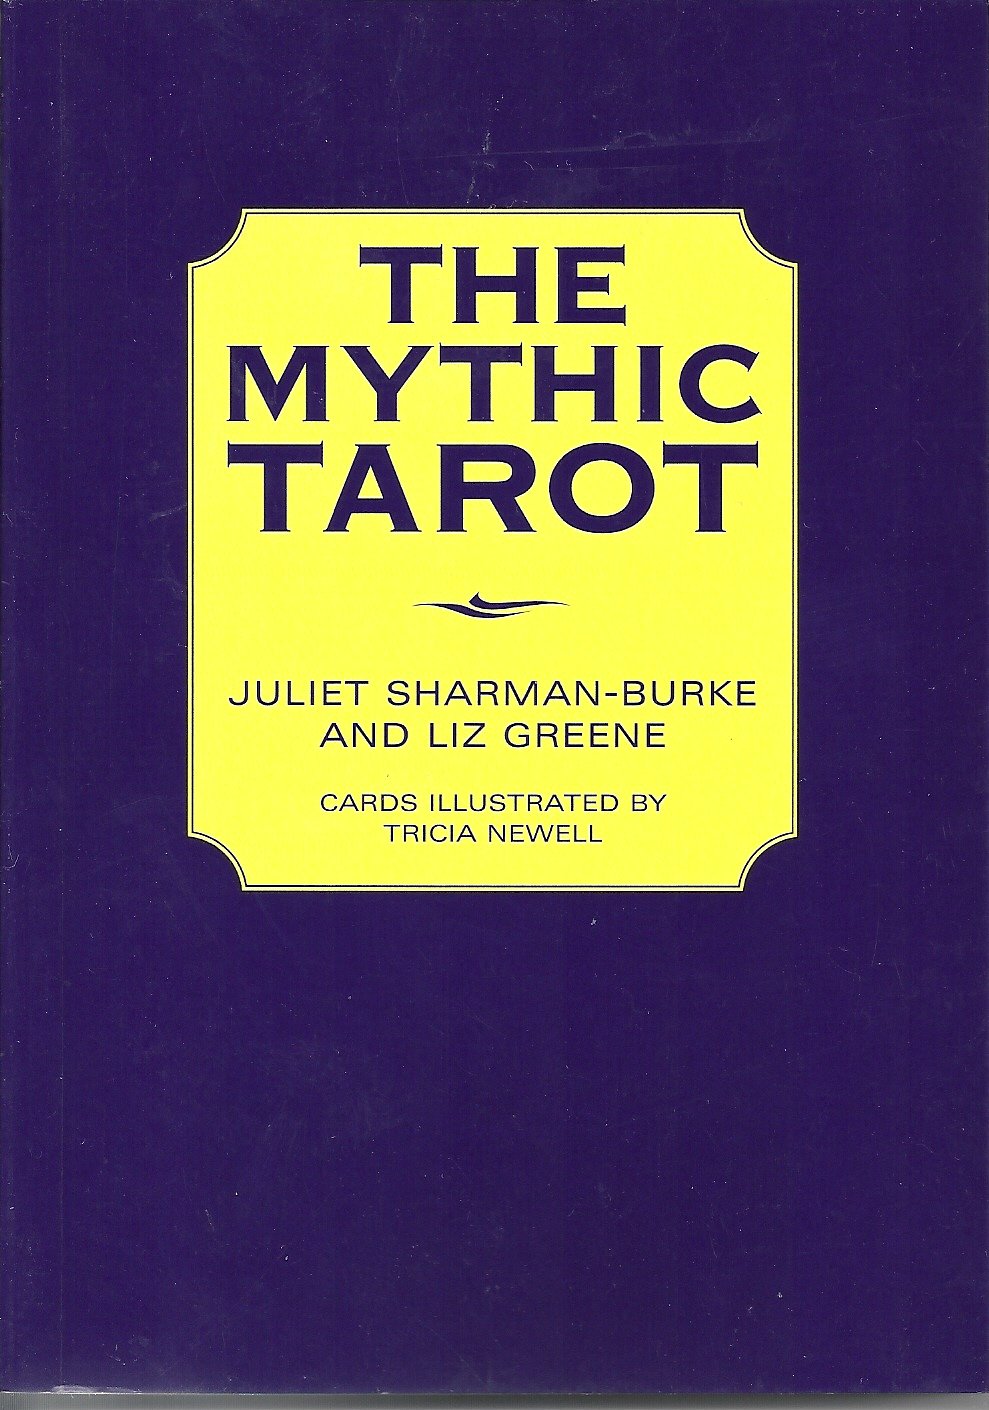 THE
MYTHIC
TAROT
JULIET SHARMAN-BURKE
AND LIZ GREENE
CARDS ILLUSTRATED BY
TRICIA NEWELL